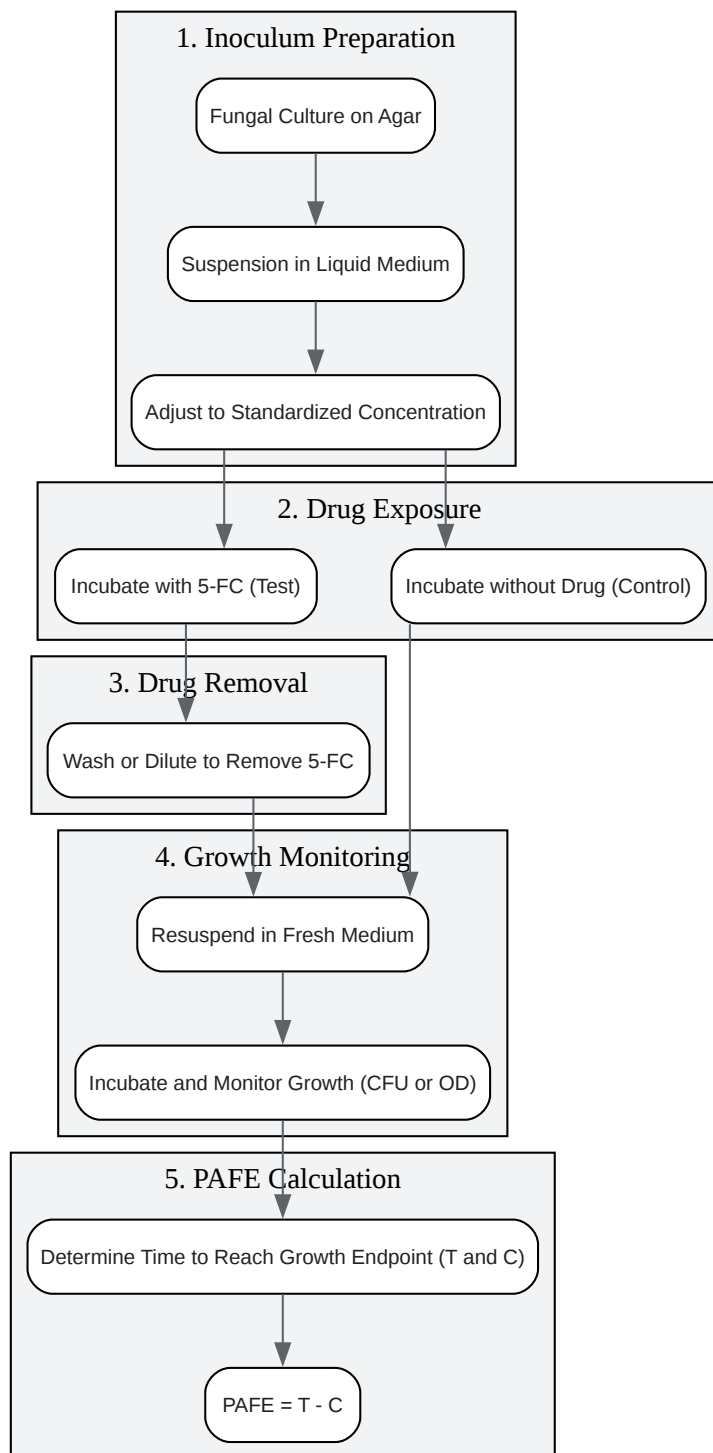 1. Inoculum Preparation
Fungal Culture on Agar
Suspension in Liquid Medium
Adjust to Standardized Concentration
2. Drug Exposure
Incubate with 5-FC (Test)
Incubate without Drug (Control)
3. Drug Removal
Wash or Dilute to Remove 5-FC
4. Growth Monitoring
Resuspend in Fresh Medium
Incubate and Monitor Growth (CFU or OD)
5. PAFE Calculation
Determine Time to Reach Growth Endpoint (T and C)
PAFE = T - C